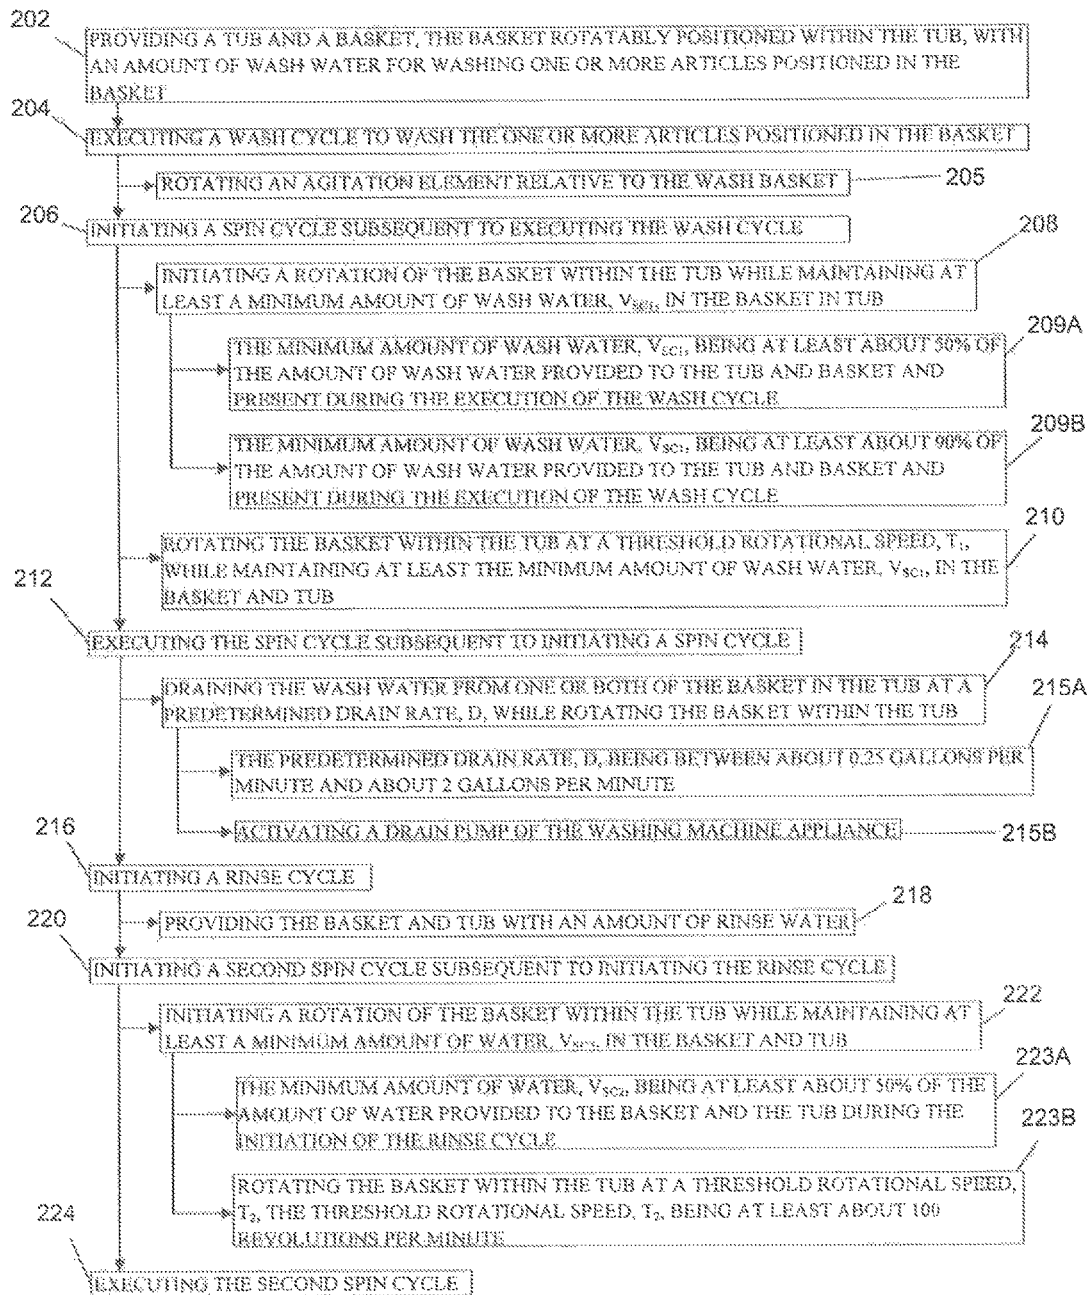 202
PROVIDING A TUB AND A BASKET, THE BASKET ROTATABLY POSITIONED WITHIN THE TUB, WITH
AN AMOUNT OF WASH WATER FOR WASHING ONE OR MORE ARTICLES POSITIONED IN THE
BASKET
204
EXECUTING A WASH CYCLE TO WASH THE ONE OR MORE ARTICLES POSITIONED IN THE BASKET
ROTATING AN AGITATION ELEMENT RELATIVE TO THE WASH BASKET
205
206
INITIATING A SPIN CYCLE SUBSEQUENT TO EXECUTING THE WASH CYCLE
208
INITIATING A ROTATION OF THE BASKET WITHIN THE TUB WHILE MAINTAINING AT
LEAST A MINIMUM AMOUNT OF WASH WATER, VSC1, IN THE BASKET IN TUB
209A
THE MINIMUM AMOUNT OF WASH WATER, VSC1, BEING AT LEAST ABOUT 50% OF
THE AMOUNT OF WASH WATER PROVIDED TO THE TUB AND BASKET AND
PRESENT DURING THE EXECUTION OF THE WASH CYCLE
209B
THE MINIMUM AMOUNT OF WASH WATER, VSC1, BEING AT LEAST ABOUT 90% OF
THE AMOUNT OF WASH WATER PROVIDED TO THE TUB AND BASKET AND
PRESENT DURING THE EXECUTION OF THE WASH CYCLE
210
ROTATING THE BASKET WITHIN THE TUB AT A THRESHOLD ROTATIONAL SPEED, T1,
WHILE MAINTAINING AT LEAST THE MINIMUM AMOUNT OF WASH WATER, VSC1, IN THE
BASKET AND TUB
212
EXECUTING THE SPIN CYCLE SUBSEQUENT TO INITIATING A SPIN CYCLE
214
DRAINING THE WASH WATER FROM ONE OR BOTH OF THE BASKET IN THE TUB AT A
PREDETERMINED DRAIN RATE, D, WHILE ROTATING THE BASKET WITHIN THE TUB
215A
THE PREDETERMINED DRAIN RATE, D, BEING BETWEEN ABOUT 0.25 GALLONS PER
MINUTE AND ABOUT 2 GALLONS PER MINUTE
ACTIVATING A DRAIN PUMP OF THE WASHING MACHINE APPLIANCE
215B
216
INITIATING A RINSE CYCLE
218
PROVIDING THE BASKET AND TUB WITH AN AMOUNT OF RINSE WATER
220
INITIATING A SECOND SPIN CYCLE SUBSEQUENT TO INITIATING THE RINSE CYCLE
222
INITIATING A ROTATION OF THE BASKET WITHIN THE TUB WHILE MAINTAINING AT
LEAST A MINIMUM AMOUNT OF WATER, VSC2, IN THE BASKET AND TUB
223A
THE MINIMUM AMOUNT OF WATER, VSC2, BEING AT LEAST ABOUT 50% OF THE
AMOUNT OF WATER PROVIDED TO THE BASKET AND THE TUB DURING THE
INITIATION OF THE RINSE CYCLE
223B
ROTATING THE BASKET WITHIN THE TUB AT A THRESHOLD ROTATIONAL SPEED,
T2, THE THRESHOLD ROTATIONAL SPEED, T2, BEING AT LEAST ABOUT 100
REVOLUTIONS PER MINUTE
224
EXECUTING THE SECOND SPIN CYCLE